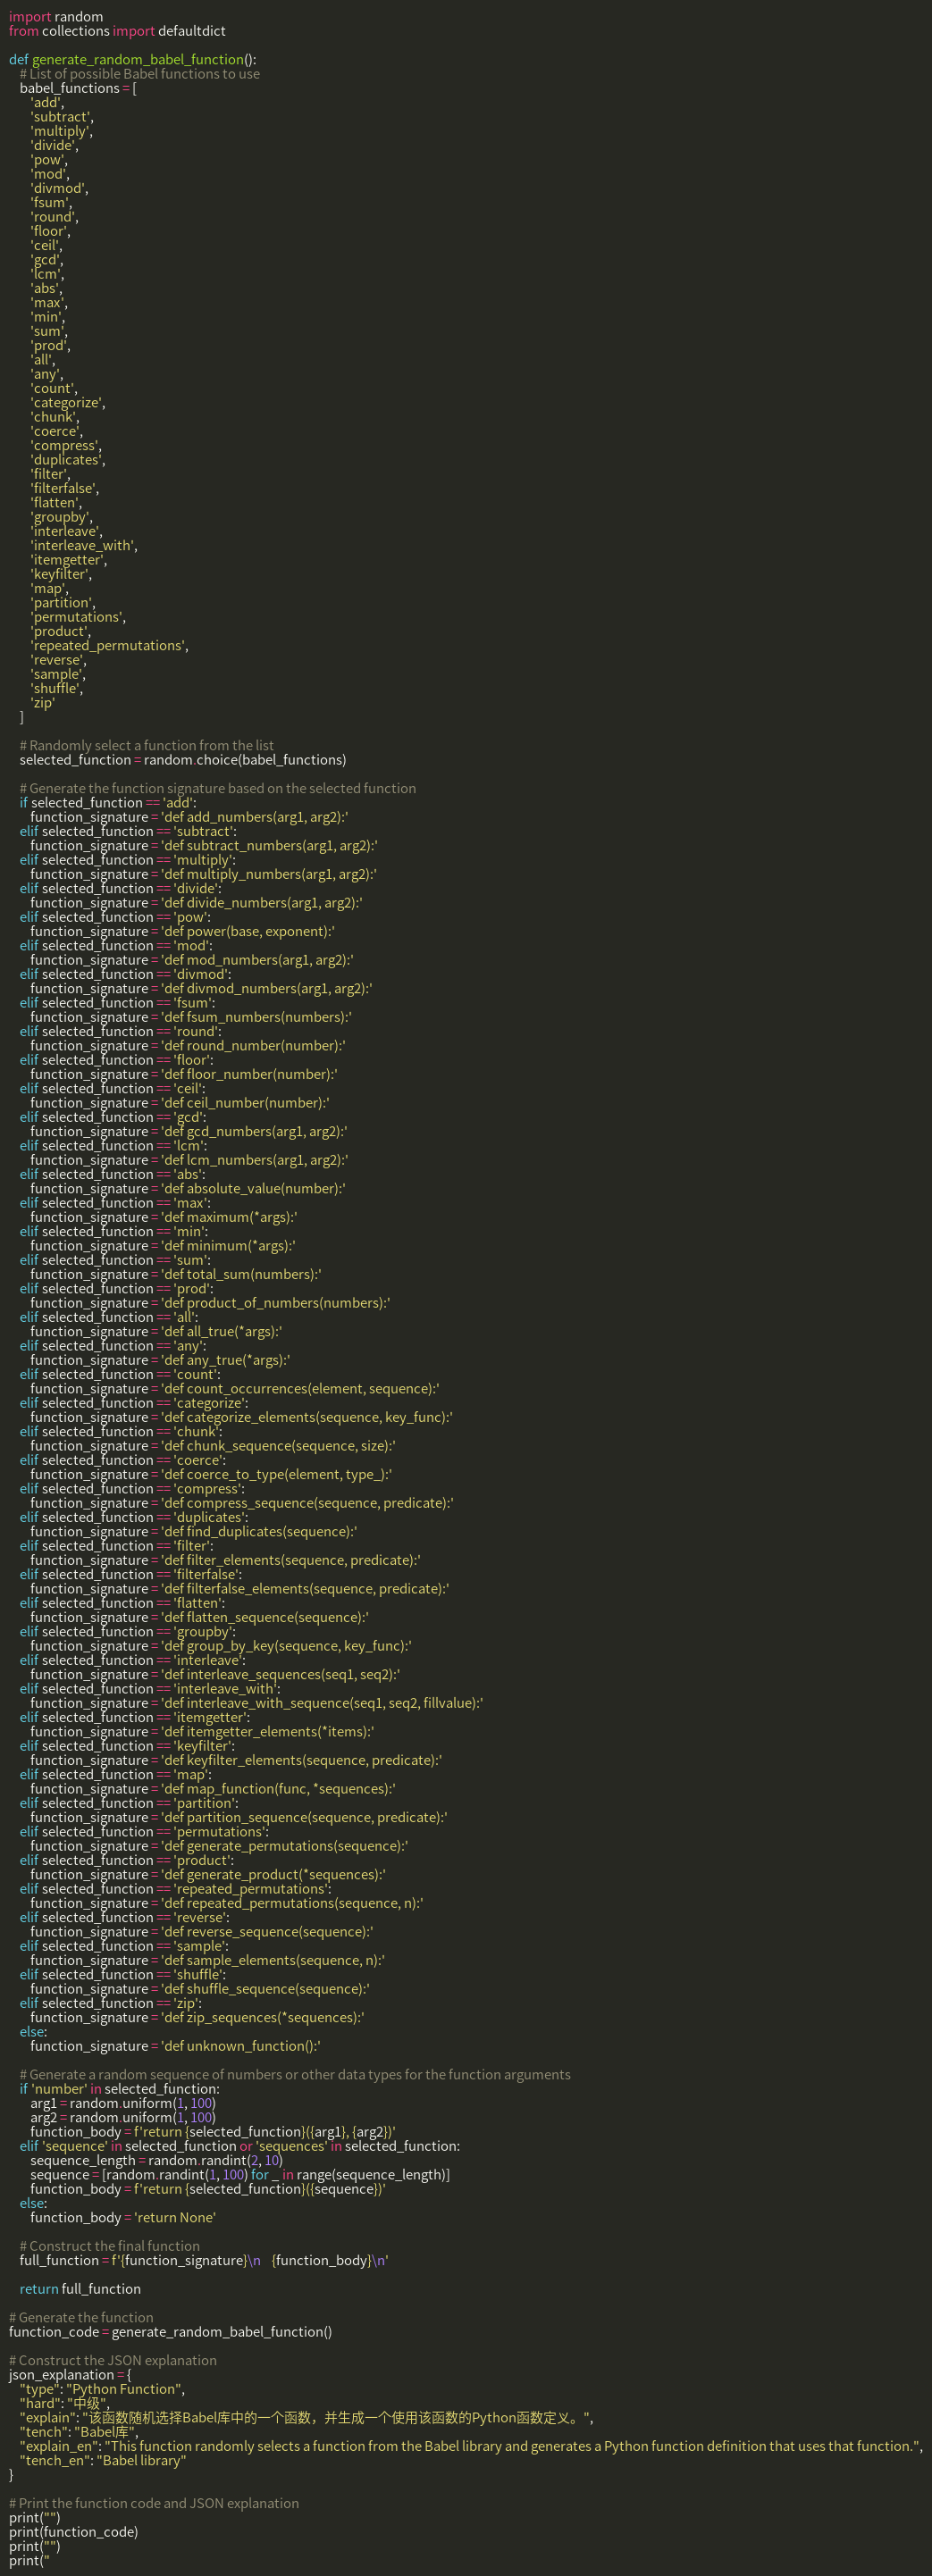 import random
from collections import defaultdict

def generate_random_babel_function():
    # List of possible Babel functions to use
    babel_functions = [
        'add',
        'subtract',
        'multiply',
        'divide',
        'pow',
        'mod',
        'divmod',
        'fsum',
        'round',
        'floor',
        'ceil',
        'gcd',
        'lcm',
        'abs',
        'max',
        'min',
        'sum',
        'prod',
        'all',
        'any',
        'count',
        'categorize',
        'chunk',
        'coerce',
        'compress',
        'duplicates',
        'filter',
        'filterfalse',
        'flatten',
        'groupby',
        'interleave',
        'interleave_with',
        'itemgetter',
        'keyfilter',
        'map',
        'partition',
        'permutations',
        'product',
        'repeated_permutations',
        'reverse',
        'sample',
        'shuffle',
        'zip'
    ]

    # Randomly select a function from the list
    selected_function = random.choice(babel_functions)

    # Generate the function signature based on the selected function
    if selected_function == 'add':
        function_signature = 'def add_numbers(arg1, arg2):'
    elif selected_function == 'subtract':
        function_signature = 'def subtract_numbers(arg1, arg2):'
    elif selected_function == 'multiply':
        function_signature = 'def multiply_numbers(arg1, arg2):'
    elif selected_function == 'divide':
        function_signature = 'def divide_numbers(arg1, arg2):'
    elif selected_function == 'pow':
        function_signature = 'def power(base, exponent):'
    elif selected_function == 'mod':
        function_signature = 'def mod_numbers(arg1, arg2):'
    elif selected_function == 'divmod':
        function_signature = 'def divmod_numbers(arg1, arg2):'
    elif selected_function == 'fsum':
        function_signature = 'def fsum_numbers(numbers):'
    elif selected_function == 'round':
        function_signature = 'def round_number(number):'
    elif selected_function == 'floor':
        function_signature = 'def floor_number(number):'
    elif selected_function == 'ceil':
        function_signature = 'def ceil_number(number):'
    elif selected_function == 'gcd':
        function_signature = 'def gcd_numbers(arg1, arg2):'
    elif selected_function == 'lcm':
        function_signature = 'def lcm_numbers(arg1, arg2):'
    elif selected_function == 'abs':
        function_signature = 'def absolute_value(number):'
    elif selected_function == 'max':
        function_signature = 'def maximum(*args):'
    elif selected_function == 'min':
        function_signature = 'def minimum(*args):'
    elif selected_function == 'sum':
        function_signature = 'def total_sum(numbers):'
    elif selected_function == 'prod':
        function_signature = 'def product_of_numbers(numbers):'
    elif selected_function == 'all':
        function_signature = 'def all_true(*args):'
    elif selected_function == 'any':
        function_signature = 'def any_true(*args):'
    elif selected_function == 'count':
        function_signature = 'def count_occurrences(element, sequence):'
    elif selected_function == 'categorize':
        function_signature = 'def categorize_elements(sequence, key_func):'
    elif selected_function == 'chunk':
        function_signature = 'def chunk_sequence(sequence, size):'
    elif selected_function == 'coerce':
        function_signature = 'def coerce_to_type(element, type_):'
    elif selected_function == 'compress':
        function_signature = 'def compress_sequence(sequence, predicate):'
    elif selected_function == 'duplicates':
        function_signature = 'def find_duplicates(sequence):'
    elif selected_function == 'filter':
        function_signature = 'def filter_elements(sequence, predicate):'
    elif selected_function == 'filterfalse':
        function_signature = 'def filterfalse_elements(sequence, predicate):'
    elif selected_function == 'flatten':
        function_signature = 'def flatten_sequence(sequence):'
    elif selected_function == 'groupby':
        function_signature = 'def group_by_key(sequence, key_func):'
    elif selected_function == 'interleave':
        function_signature = 'def interleave_sequences(seq1, seq2):'
    elif selected_function == 'interleave_with':
        function_signature = 'def interleave_with_sequence(seq1, seq2, fillvalue):'
    elif selected_function == 'itemgetter':
        function_signature = 'def itemgetter_elements(*items):'
    elif selected_function == 'keyfilter':
        function_signature = 'def keyfilter_elements(sequence, predicate):'
    elif selected_function == 'map':
        function_signature = 'def map_function(func, *sequences):'
    elif selected_function == 'partition':
        function_signature = 'def partition_sequence(sequence, predicate):'
    elif selected_function == 'permutations':
        function_signature = 'def generate_permutations(sequence):'
    elif selected_function == 'product':
        function_signature = 'def generate_product(*sequences):'
    elif selected_function == 'repeated_permutations':
        function_signature = 'def repeated_permutations(sequence, n):'
    elif selected_function == 'reverse':
        function_signature = 'def reverse_sequence(sequence):'
    elif selected_function == 'sample':
        function_signature = 'def sample_elements(sequence, n):'
    elif selected_function == 'shuffle':
        function_signature = 'def shuffle_sequence(sequence):'
    elif selected_function == 'zip':
        function_signature = 'def zip_sequences(*sequences):'
    else:
        function_signature = 'def unknown_function():'

    # Generate a random sequence of numbers or other data types for the function arguments
    if 'number' in selected_function:
        arg1 = random.uniform(1, 100)
        arg2 = random.uniform(1, 100)
        function_body = f'return {selected_function}({arg1}, {arg2})'
    elif 'sequence' in selected_function or 'sequences' in selected_function:
        sequence_length = random.randint(2, 10)
        sequence = [random.randint(1, 100) for _ in range(sequence_length)]
        function_body = f'return {selected_function}({sequence})'
    else:
        function_body = 'return None'

    # Construct the final function
    full_function = f'{function_signature}\n    {function_body}\n'

    return full_function

# Generate the function
function_code = generate_random_babel_function()

# Construct the JSON explanation
json_explanation = {
    "type": "Python Function",
    "hard": "中级",
    "explain": "该函数随机选择Babel库中的一个函数，并生成一个使用该函数的Python函数定义。",
    "tench": "Babel库",
    "explain_en": "This function randomly selects a function from the Babel library and generates a Python function definition that uses that function.",
    "tench_en": "Babel library"
}

# Print the function code and JSON explanation
print("")
print(function_code)
print("")
print("